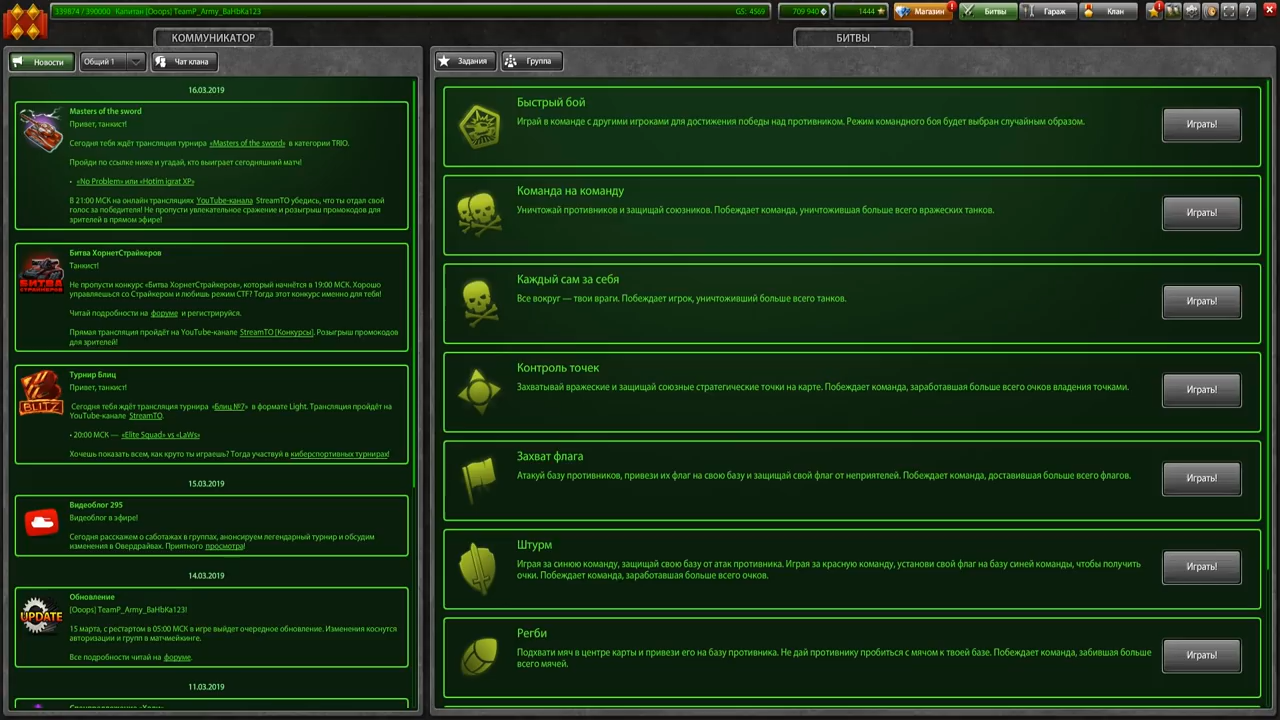 339874 / 390000 Капитан [Ooops] TeamP_Army_BaHbKa123
GS: 4569
709 940
1444
Магазин
Битвы
Гараж
Клан
?
КОММУНИКАТОР
БИТВЫ
Новости
Общий 1
Чат клана
Задания
Группа
16.03.2019
Masters of the sword
Привет, танкист!
Сегодня тебя ждёт трансляция турнира «Masters of the sword» в категории TRIO.
Пройди по ссылке ниже и угадай, кто выиграет сегодняшний матч!
• «No Problem» или «Hotim igrat XP»
В 21:00 МСК на онлайн трансляциях YouTube-канала StreamTO убедись, что ты отдал свой
голос за победителя! Не пропусти увлекательное сражение и розыгрыш промокодов для
зрителей в прямом эфире!
Битва ХорнетСтрайкеров
Танкист!
БИТВА
СТРАЙКЕРОВ
Не пропусти конкурс «Битва ХорнетСтрайкеров», который начнётся в 19:00 МСК. Хорошо
управляешься со Страйкером и любишь режим CTF? Тогда этот конкурс именно для тебя!
Читай подробности на форуме и регистрируйся.
Прямая трансляция пройдёт на YouTube-канале StreamTO [Конкурсы]. Розыгрыш промокодов
для зрителей!
Турнир Блиц
Привет, танкист!
BLITZ
Сегодня тебя ждёт трансляция турнира «Блиц №7» в формате Light. Трансляция пройдёт на
YouTube-канале StreamTO.
• 20:00 МСК — «Elite Squad» vs «LaWs»
Хочешь показать всем, как круто ты играешь? Тогда участвуй в киберспортивных турнирах!
15.03.2019
Видеоблог 295
Видеоблог в эфире!
Сегодня расскажем о саботажах в группах, анонсируем легендарный турнир и обсудим
изменения в Овердрайвах. Приятного просмотра!
14.03.2019
Обновление
[Ooops] TeamP_Army_BaHbKa123!
UPDATE
15 марта, с рестартом в 05:00 МСК в игре выйдет очередное обновление. Изменения коснутся
авторизации и групп в матчмейкинге.
Все подробности читай на форуме.
11.03.2019
Быстрый бой
Играй в команде с другими игроками для достижения победы над противником. Режим командного боя будет выбран случайным образом.
Играть!
Команда на команду
Уничтожай противников и защищай союзников. Побеждает команда, уничтожившая больше всего вражеских танков.
Играть!
Каждый сам за себя
Все вокруг — твои враги. Побеждает игрок, уничтоживший больше всего танков.
Играть!
Контроль точек
Захватывай вражеские и защищай союзные стратегические точки на карте. Побеждает команда, заработавшая больше всего очков владения точками.
Играть!
Захват флага
Атакуй базу противников, привези их флаг на свою базу и защищай свой флаг от неприятелей. Побеждает команда, доставившая больше всего флагов.
Играть!
Штурм
Играя за синюю команду, защищай свою базу от атак противника. Играя за красную команду, установи свой флаг на базу синей команды, чтобы получить
очки. Побеждает команда, заработавшая больше всего очков.
Играть!
Регби
Подхвати мяч в центре карты и привези его на базу противника. Не дай противнику пробиться с мячом к твоей базе. Побеждает команда, забившая больше
всего мячей.
Играть!